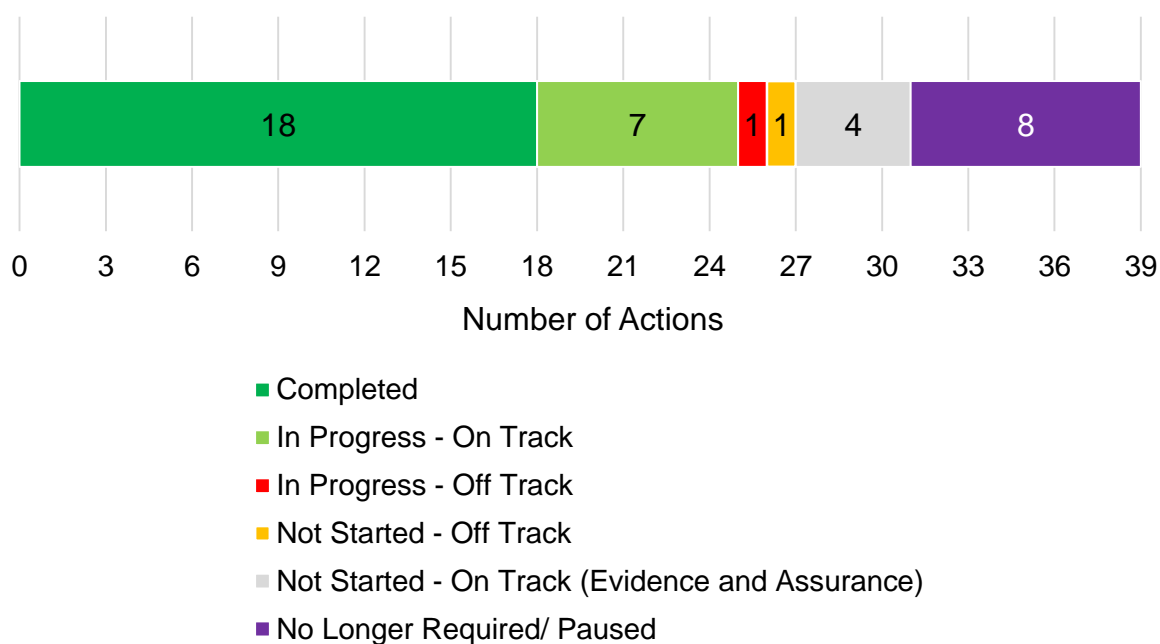 18 7 1 1 4 8
0 3 6 9 12 15 18 21 24 27 30 33 36 39
Number of Actions
Completed
In Progress - On Track
In Progress - Off Track
Not Started - Off Track
Not Started - On Track (Evidence and Assurance)
No Longer Required/ Paused